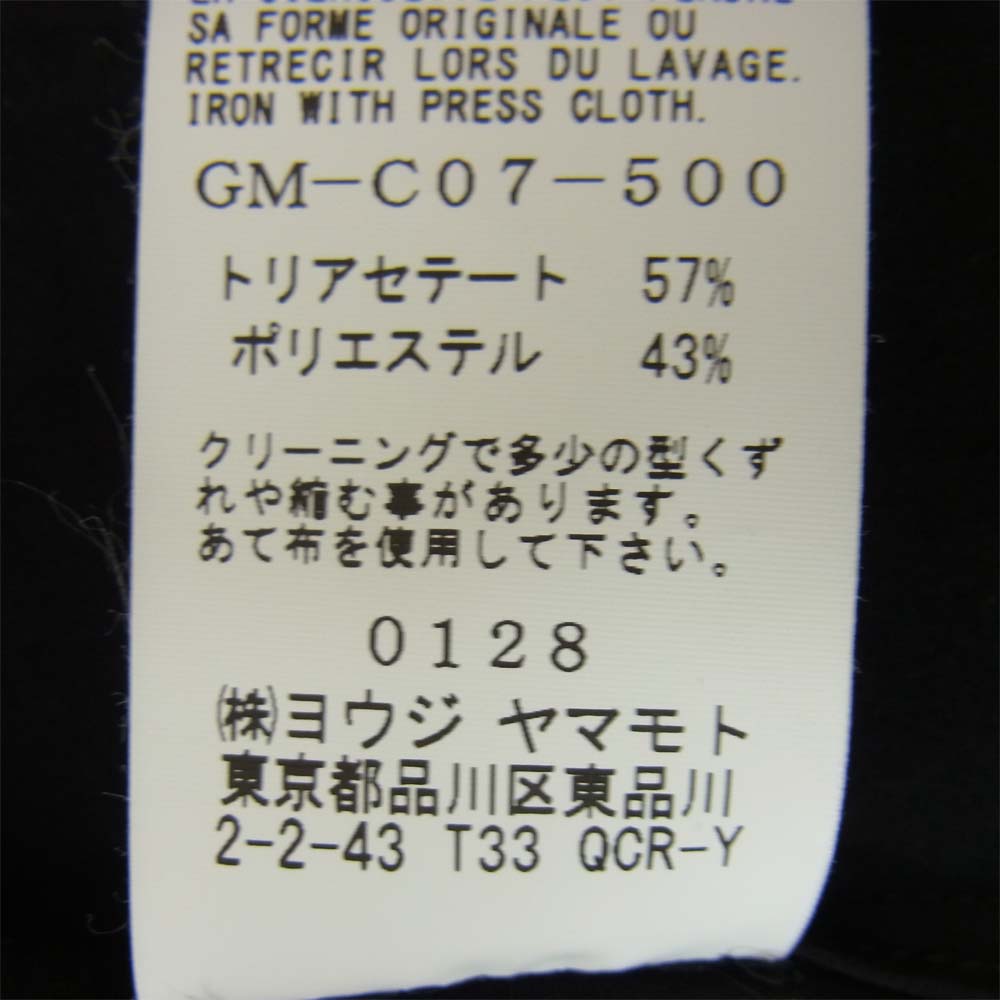 SA FORME ORIGINALE OU
RETRECIR LORS DU LAVAGE.
IRON WITH PRESS CLOTH.
GM-C07-500
トリアセテート 57%
ポリエステル 43%
クリーニングで多少の型くず
れや縮む事があります。
あて布を使用して下さい。
0128
㈱ヨウジ ヤマモト
東京都品川区東品川
2-2-43 T33 QCR-Y